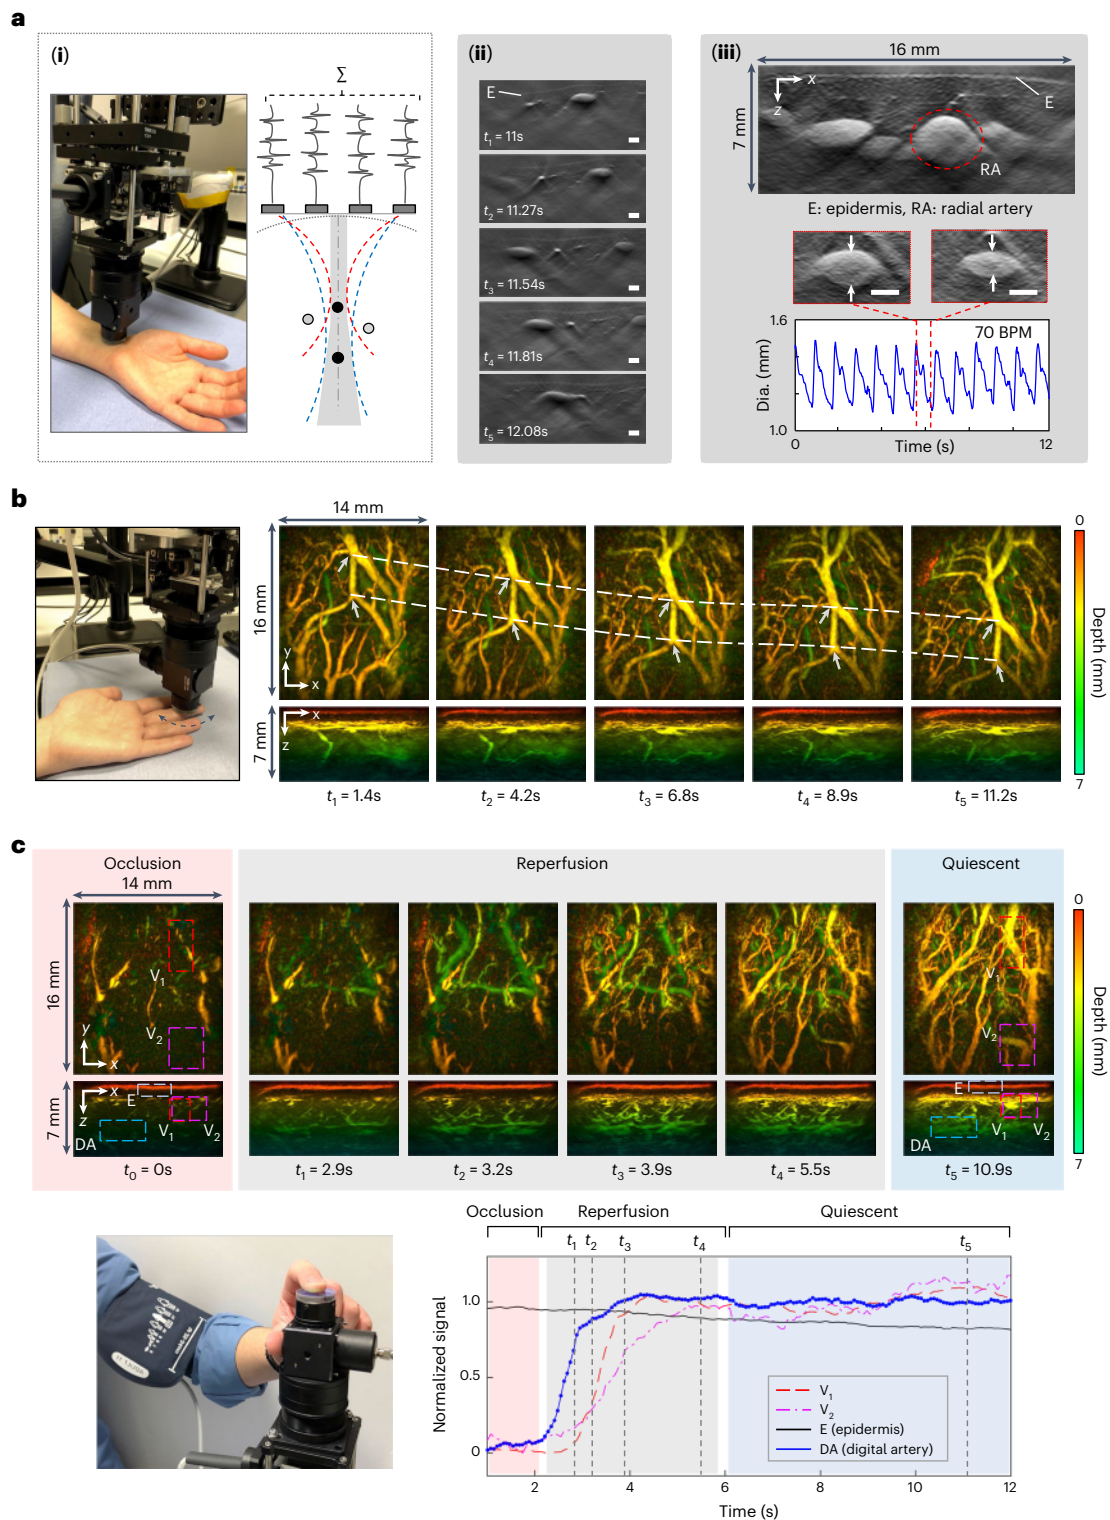 a
(i)
Σ
(ii)
E
t1 = 11s
t2 = 11.27s
t3 = 11.54s
t4 = 11.81s
t5 = 12.08s
(iii)
16 mm
7 mm
x
z
E
RA
E: epidermis, RA: radial artery
1.6
70 BPM
Dia. (mm)
1.0
0
12
Time (s)
b
14 mm
16 mm
y
x
7 mm
x
z
t1 = 1.4s
t2 = 4.2s
t3 = 6.8s
t4 = 8.9s
t5 = 11.2s
0
Depth (mm)
7
c
Occlusion
Reperfusion
Quiescent
14 mm
16 mm
V1
V2
y
x
V1
V2
7 mm
x
z
E
V1
V2
DA
E
V1
V2
DA
t0 = 0s
t1 = 2.9s
t2 = 3.2s
t3 = 3.9s
t4 = 5.5s
t5 = 10.9s
0
Depth (mm)
7
Occlusion
Reperfusion
Quiescent
t1
t2
t3
t4
t5
Normalized signal
1.0
0.5
0
V1
V2
E (epidermis)
DA (digital artery)
2
4
6
8
10
12
Time (s)